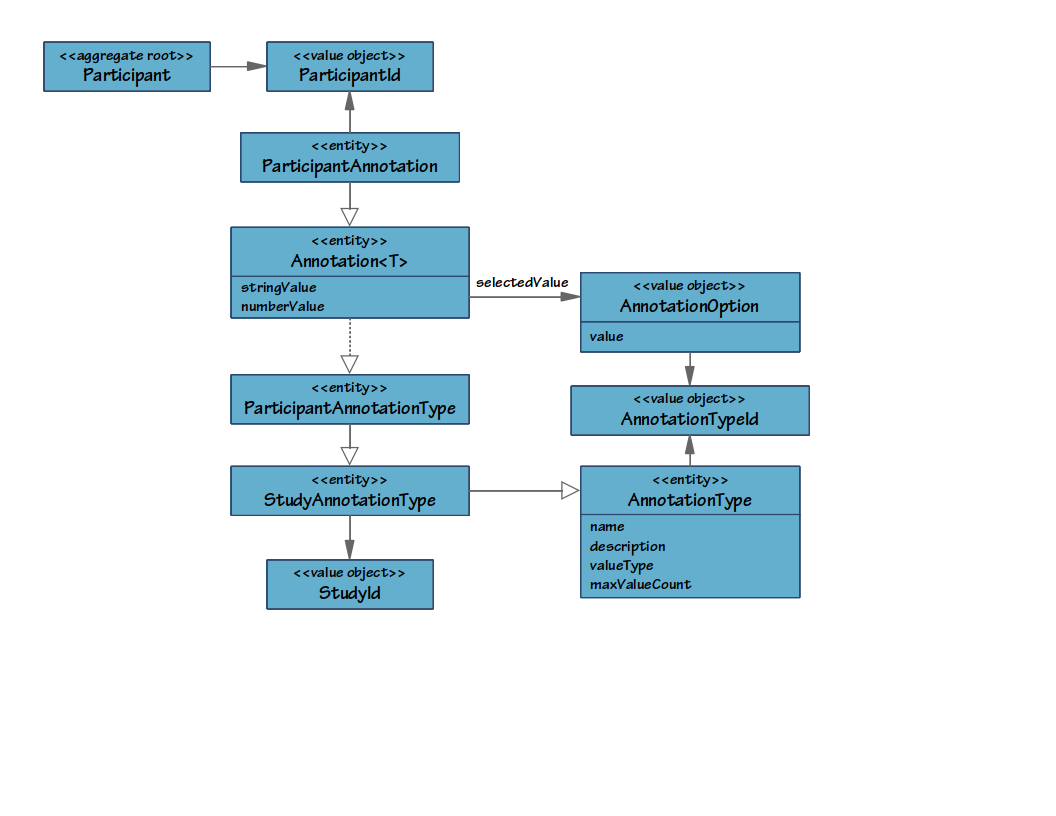 <<aggregate root>>
Participant
<<value object>>
ParticipantId
<<entity>>
ParticipantAnnotation
<<entity>>
Annotation<T>
stringValue
numberValue
selectedValue
<<value object>>
AnnotationOption
value
<<entity>>
ParticipantAnnotationType
<<value object>>
AnnotationTypeId
<<entity>>
StudyAnnotationType
<<entity>>
AnnotationType
name
description
valueType
maxValueCount
<<value object>>
StudyId